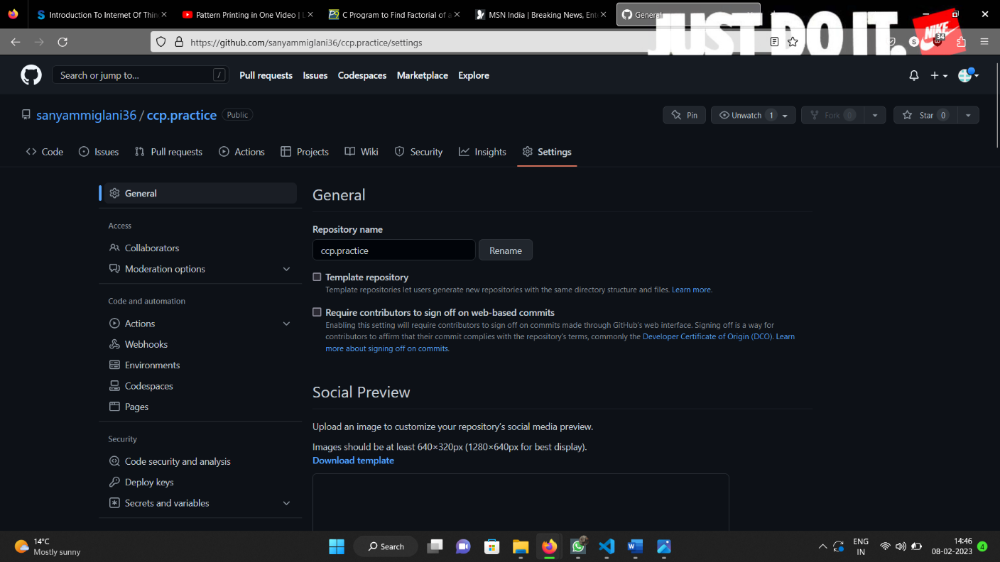 Introduction To Internet Of Thin
Pattern Printing in One Video | L
C Program to Find Factorial of a
MSN India | Breaking News, Ente
General
JUST DO IT.
NIKE
https://github.com/sanyammiglani36/ccp.practice/settings
S
34
Search or jump to...
/
Pull requests
Issues
Codespaces
Marketplace
Explore
sanyammiglani36 / ccp.practice
Public
Pin
Unwatch 1
Fork 0
Star 0
Code
Issues
Pull requests
Actions
Projects
Wiki
Security
Insights
Settings
General
Access
Collaborators
Moderation options
Code and automation
Actions
Webhooks
Environments
Codespaces
Pages
Security
Code security and analysis
Deploy keys
Secrets and variables
General
Repository name
ccp.practice
Rename
Template repository
Template repositories let users generate new repositories with the same directory structure and files. Learn more.
Require contributors to sign off on web-based commits
Enabling this setting will require contributors to sign off on commits made through GitHub's web interface. Signing off is a way for
contributors to affirm that their commit complies with the repository's terms, commonly the Developer Certificate of Origin (DCO). Learn
more about signing off on commits.
Social Preview
Upload an image to customize your repository's social media preview.
Images should be at least 640×320px (1280×640px for best display).
Download template
14°C
Mostly sunny
Search
ENG
IN
14:46
08-02-2023
4